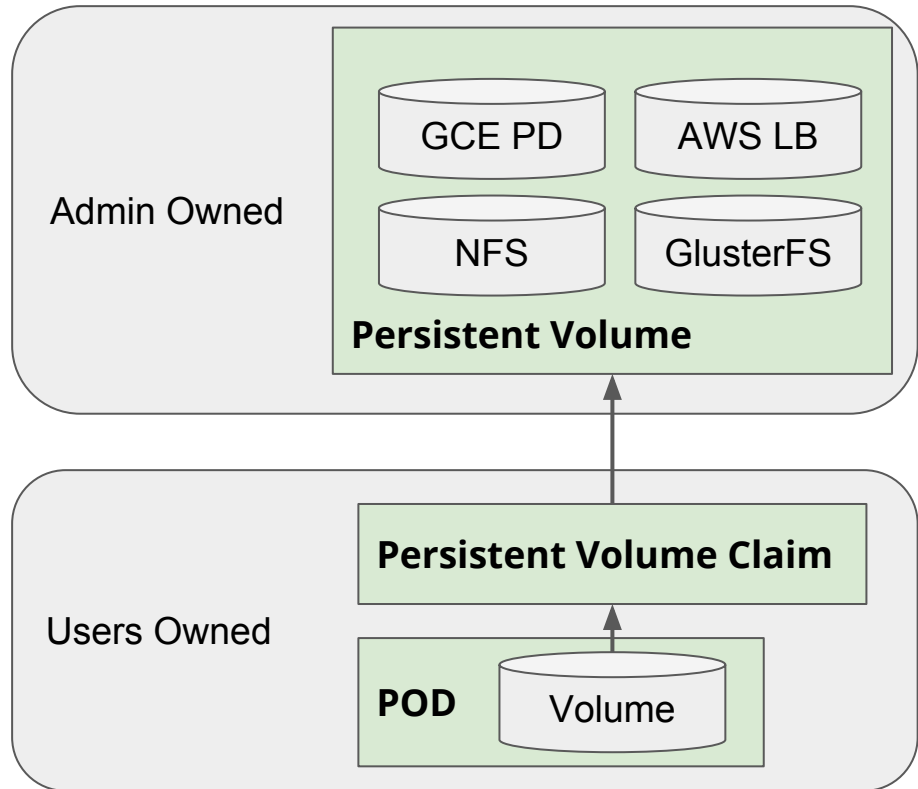 Admin Owned
GCE PD
AWS LB
NFS
GlusterFS
Persistent Volume
Users Owned
Persistent Volume Claim
POD
Volume